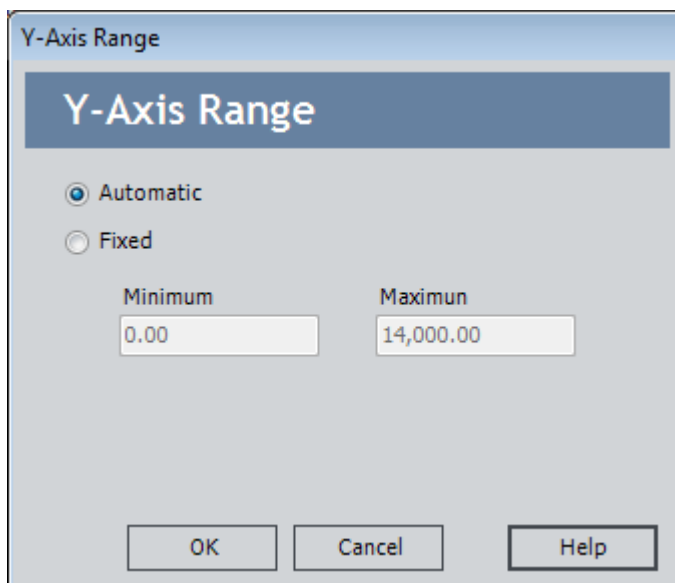 Y-Axis Range
Y-Axis Range
Automatic
Fixed
Minimum Maximun
0.00 14,000.00
OK Cancel Help